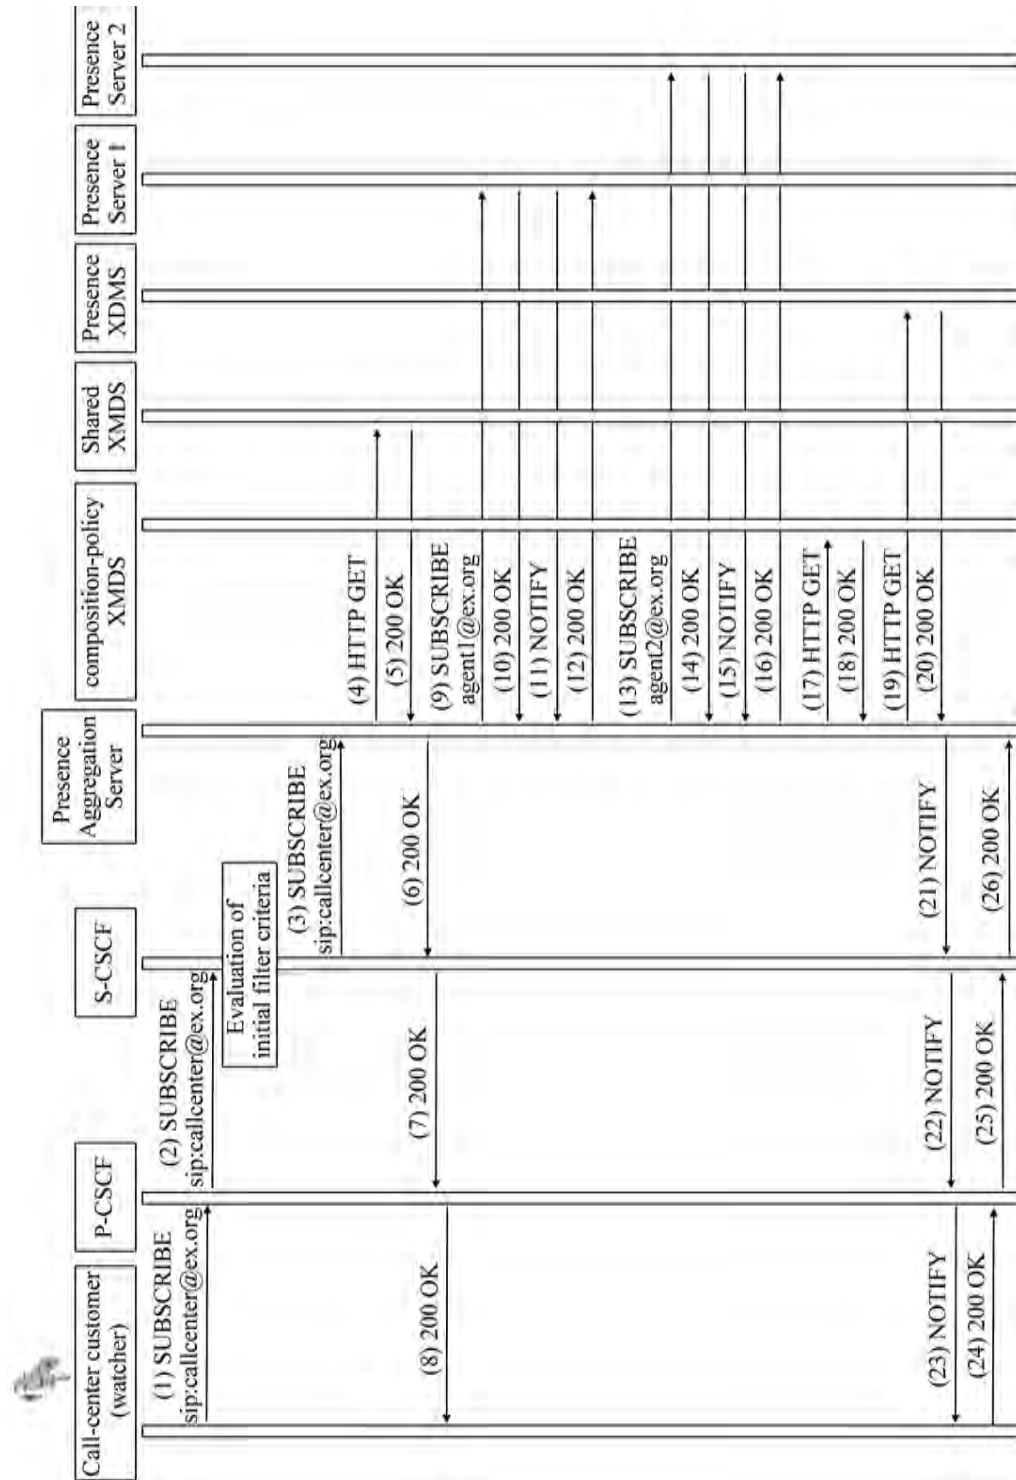 Call-center customer
(watcher)
P-CSCF
S-CSCF
Presence
Aggregation
Server
composition-policy
XMDS
Shared
XMDS
Presence
XDMS
Presence
Server 1
Presence
Server 2
(1) SUBSCRIBE
sip:callcenter@ex.org
(2) SUBSCRIBE
sip:callcenter@ex.org
Evaluation of
initial filter criteria
(3) SUBSCRIBE
sip:callcenter@ex.org
(4) HTTP GET
(5) 200 OK
(6) 200 OK
(7) 200 OK
(8) 200 OK
(9) SUBSCRIBE
agent1@ex.org
(10) 200 OK
(11) NOTIFY
(12) 200 OK
(13) SUBSCRIBE
agent2@ex.org
(14) 200 OK
(15) NOTIFY
(16) 200 OK
(17) HTTP GET
(18) 200 OK
(19) HTTP GET
(20) 200 OK
(21) NOTIFY
(22) NOTIFY
(23) NOTIFY
(24) 200 OK
(25) 200 OK
(26) 200 OK